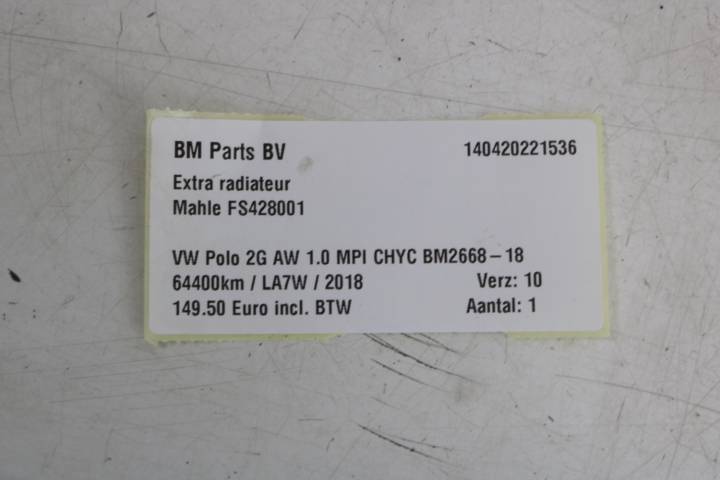 BM Parts BV 140420221536
Extra radiateur
Mahle FS428001
VW Polo 2G AW 1.0 MPI CHYC BM2668-18
64400km / LA7W / 2018 Verz: 10
149.50 Euro incl. BTW Aantal: 1